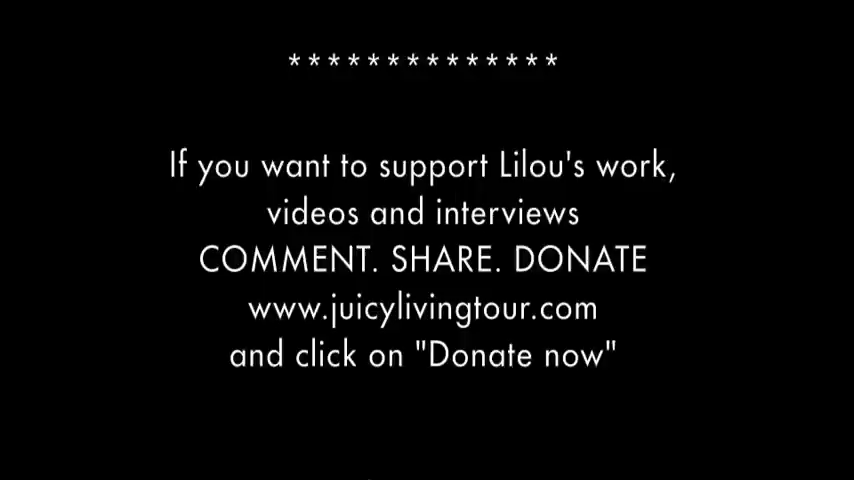 **************
If you want to support Lilou's work,
videos and interviews
COMMENT. SHARE. DONATE
www.juicylivingtour.com
and click on "Donate now"